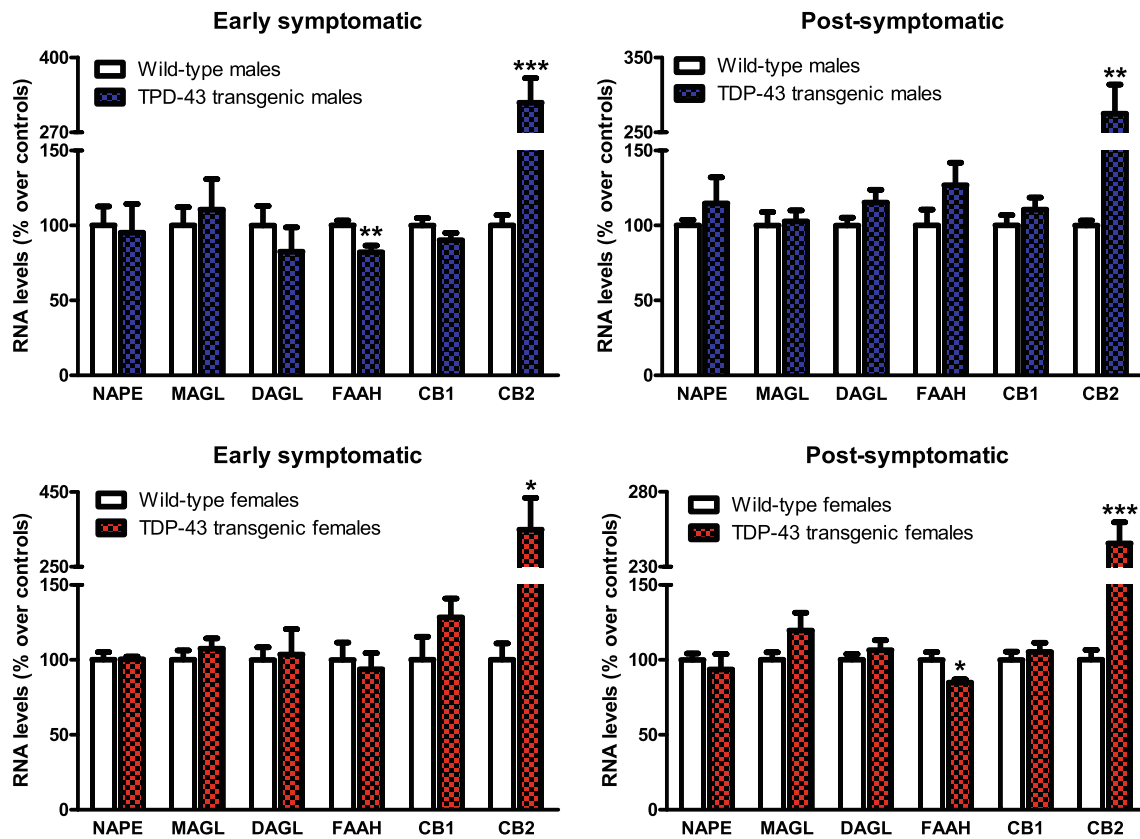 Early symptomatic
RNA levels (% over controls)
400
270
150
100
50
0
Wild-type males
TPD-43 transgenic males
**
***
NAPE MAGL DAGL FAAH CB1 CB2
Post-symptomatic
RNA levels (% over controls)
350
250
150
100
50
0
Wild-type males
TDP-43 transgenic males
**
NAPE MAGL DAGL FAAH CB1 CB2
Early symptomatic
RNA levels (% over controls)
450
250
150
100
50
0
Wild-type females
TDP-43 transgenic females
*
NAPE MAGL DAGL FAAH CB1 CB2
Post-symptomatic
RNA levels (% over controls)
280
230
150
100
50
0
Wild-type females
TDP-43 transgenic females
*
***
NAPE MAGL DAGL FAAH CB1 CB2